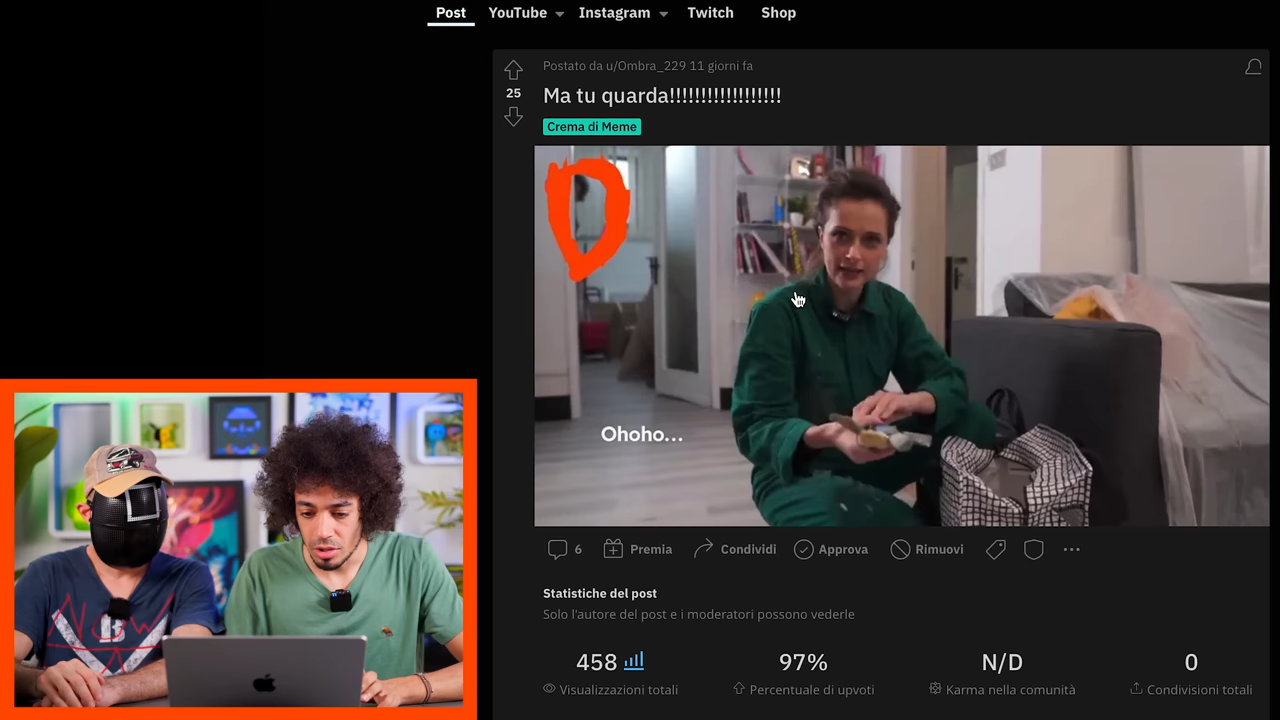 Post YouTube Instagram Twitch Shop
Postato da u/Ombra_229 11 giorni fa
25
Ma tu quarda!!!!!!!!!!!!!!!!!!
Crema di Meme
Ohoho...
6 Premia Condividi Approva Rimuovi
Statistiche del post
Solo l'autore del post e i moderatori possono vederle
458 97% N/D 0
Visualizzazioni totali Percentuale di upvoti Karma nella comunità Condivisioni totali